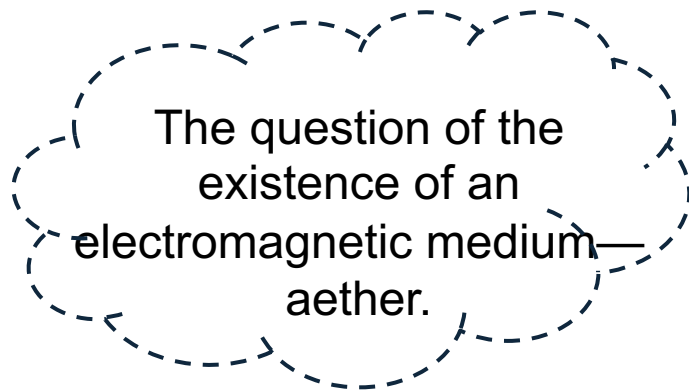 The question of the
existence of an
electromagnetic medium—
aether.